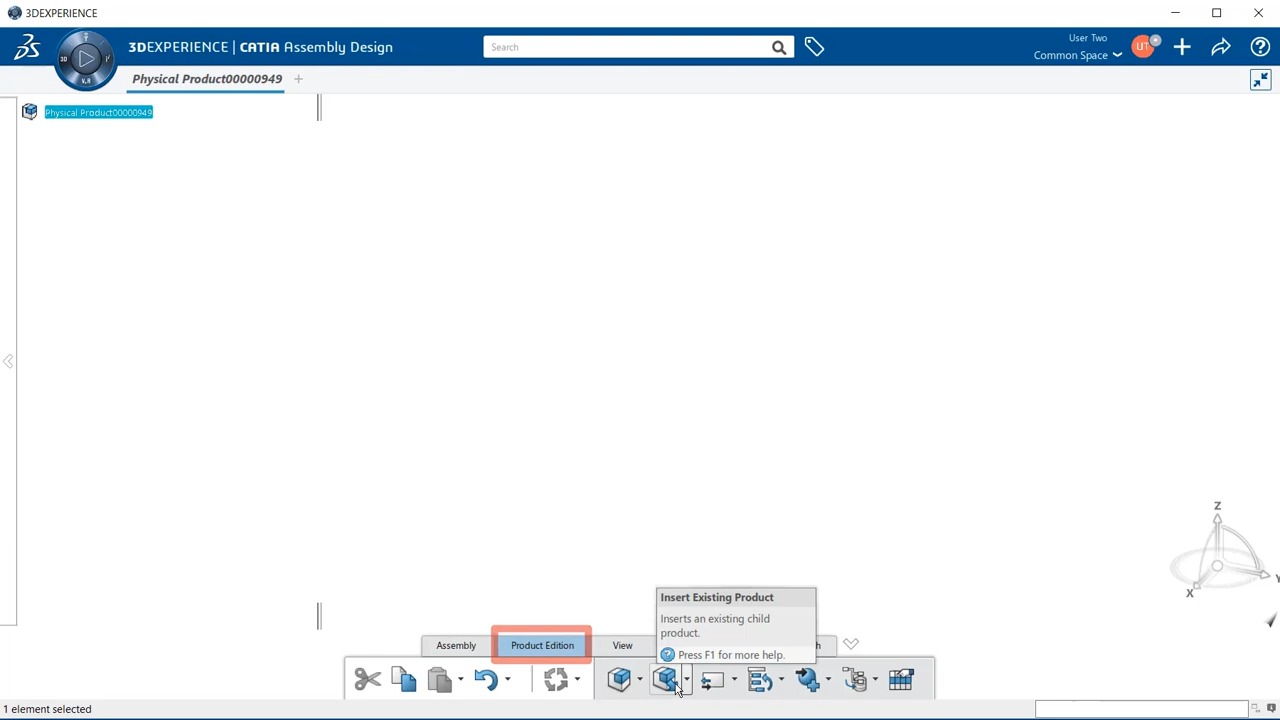 3DEXPERIENCE
3DEXPERIENCE | CATIA Assembly Design
Search
User Two
Common Space
UT
3D
V,R
Physical Product00000949
Physical Product00000949
Z
Y
X
Insert Existing Product
Inserts an existing child
product.
Press F1 for more help.
Assembly
Product Edition
View
1 element selected